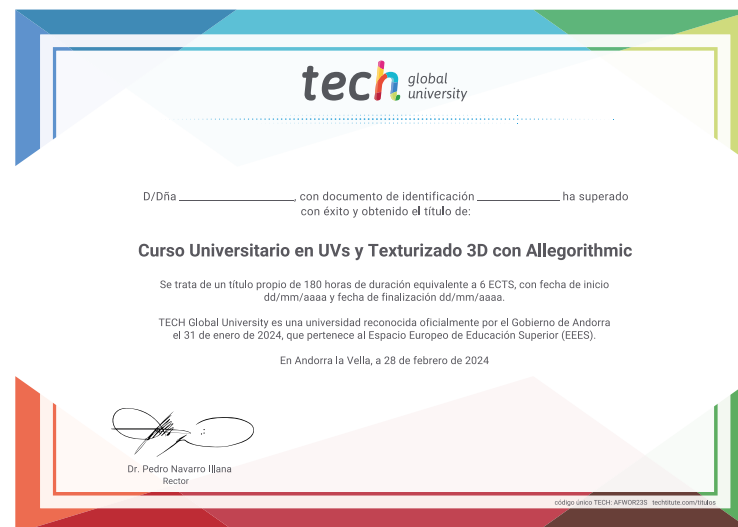 tech global university
D/Dña ____________________, con documento de identificación ______________ ha superado
con éxito y obtenido el título de:
Curso Universitario en UVs y Texturizado 3D con Allegorithmic
Se trata de un título propio de 180 horas de duración equivalente a 6 ECTS, con fecha de inicio
dd/mm/aaaa y fecha de finalización dd/mm/aaaa.
TECH Global University es una universidad reconocida oficialmente por el Gobierno de Andorra
el 31 de enero de 2024, que pertenece al Espacio Europeo de Educación Superior (EEES).
En Andorra la Vella, a 28 de febrero de 2024
Dr. Pedro Navarro Illana
Rector
código único TECH: AFWOR23S techtitute.com/titulos